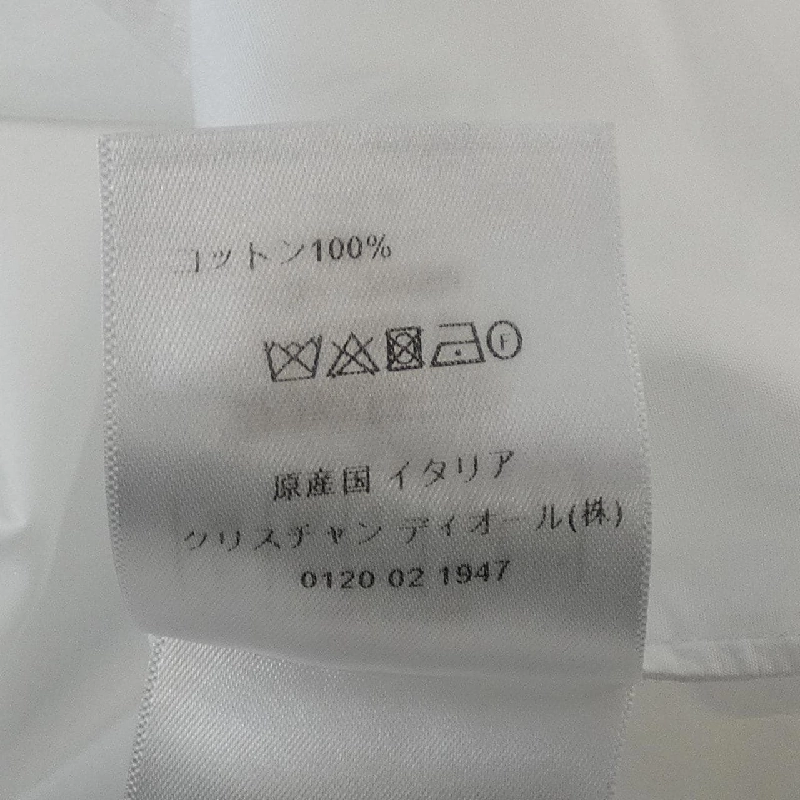 コットン100%
F
原産国 イタリア
クリスチャン ディオール(株)
0120 02 1947